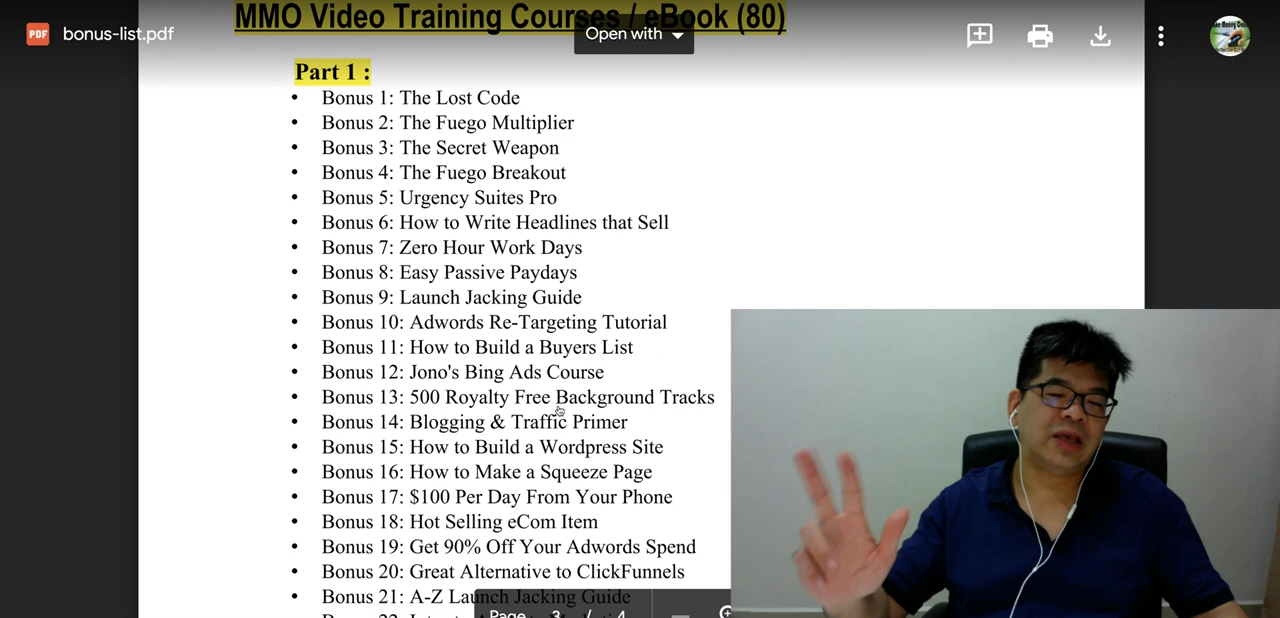 MMO Video Training Courses / eBook (80)
PDF bonus-list.pdf
Open with
Part 1 :
• Bonus 1: The Lost Code
• Bonus 2: The Fuego Multiplier
• Bonus 3: The Secret Weapon
• Bonus 4: The Fuego Breakout
• Bonus 5: Urgency Suites Pro
• Bonus 6: How to Write Headlines that Sell
• Bonus 7: Zero Hour Work Days
• Bonus 8: Easy Passive Paydays
• Bonus 9: Launch Jacking Guide
• Bonus 10: Adwords Re-Targeting Tutorial
• Bonus 11: How to Build a Buyers List
• Bonus 12: Jono's Bing Ads Course
• Bonus 13: 500 Royalty Free Background Tracks
• Bonus 14: Blogging & Traffic Primer
• Bonus 15: How to Build a Wordpress Site
• Bonus 16: How to Make a Squeeze Page
• Bonus 17: $100 Per Day From Your Phone
• Bonus 18: Hot Selling eCom Item
• Bonus 19: Get 90% Off Your Adwords Spend
• Bonus 20: Great Alternative to ClickFunnels
• Bonus 21: A-Z Launch Jacking Guide
Page 3 / 4